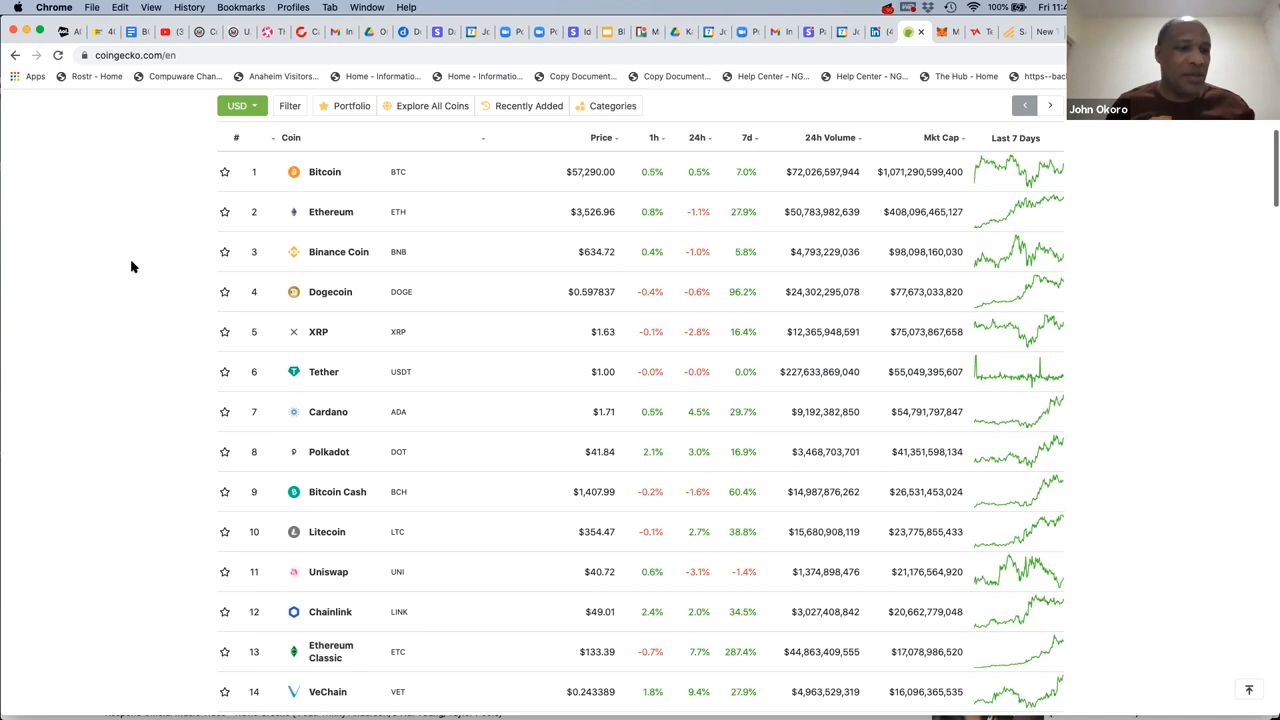 Chrome File Edit View History Bookmarks Profiles Tab Window Help 100% Fri 11:4
coingecko.com/en
Apps Rostr - Home Compuware Chan... Anaheim Visitors... Home - Informatio... Home - Informatio... Copy Document... Copy Document... Help Center - NG... Help Center - NG... The Hub - Home https--bac
John Okoro
USD Filter Portfolio Explore All Coins Recently Added Categories
# Coin Price 1h 24h 7d 24h Volume Mkt Cap Last 7 Days
1 Bitcoin BTC $57,290.00 0.5% 0.5% 7.0% $72,026,597,944 $1,071,290,599,400
2 Ethereum ETH $3,526.96 0.8% -1.1% 27.9% $50,783,982,639 $408,096,465,127
3 Binance Coin BNB $634.72 0.4% -1.0% 5.8% $4,793,229,036 $98,098,160,030
4 Dogecoin DOGE $0.597837 -0.4% -0.6% 96.2% $24,302,295,078 $77,673,033,820
5 XRP XRP $1.63 -0.1% -2.8% 16.4% $12,365,948,591 $75,073,867,658
6 Tether USDT $1.00 -0.0% -0.0% 0.0% $227,633,869,040 $55,049,395,607
7 Cardano ADA $1.71 0.5% 4.5% 29.7% $9,192,382,850 $54,791,797,847
8 Polkadot DOT $41.84 2.1% 3.0% 16.9% $3,468,703,701 $41,351,598,134
9 Bitcoin Cash BCH $1,407.99 -0.2% -1.6% 60.4% $14,987,876,262 $26,531,453,024
10 Litecoin LTC $354.47 -0.1% 2.7% 38.8% $15,680,908,119 $23,775,855,433
11 Uniswap UNI $40.72 0.6% -3.1% -1.4% $1,374,898,476 $21,176,564,920
12 Chainlink LINK $49.01 2.4% 2.0% 34.5% $3,027,408,842 $20,662,779,048
13 Ethereum Classic ETC $133.39 -0.7% 7.7% 287.4% $44,863,409,555 $17,078,986,520
14 VeChain VET $0.243389 1.8% 9.4% 27.9% $4,963,529,319 $16,096,365,535